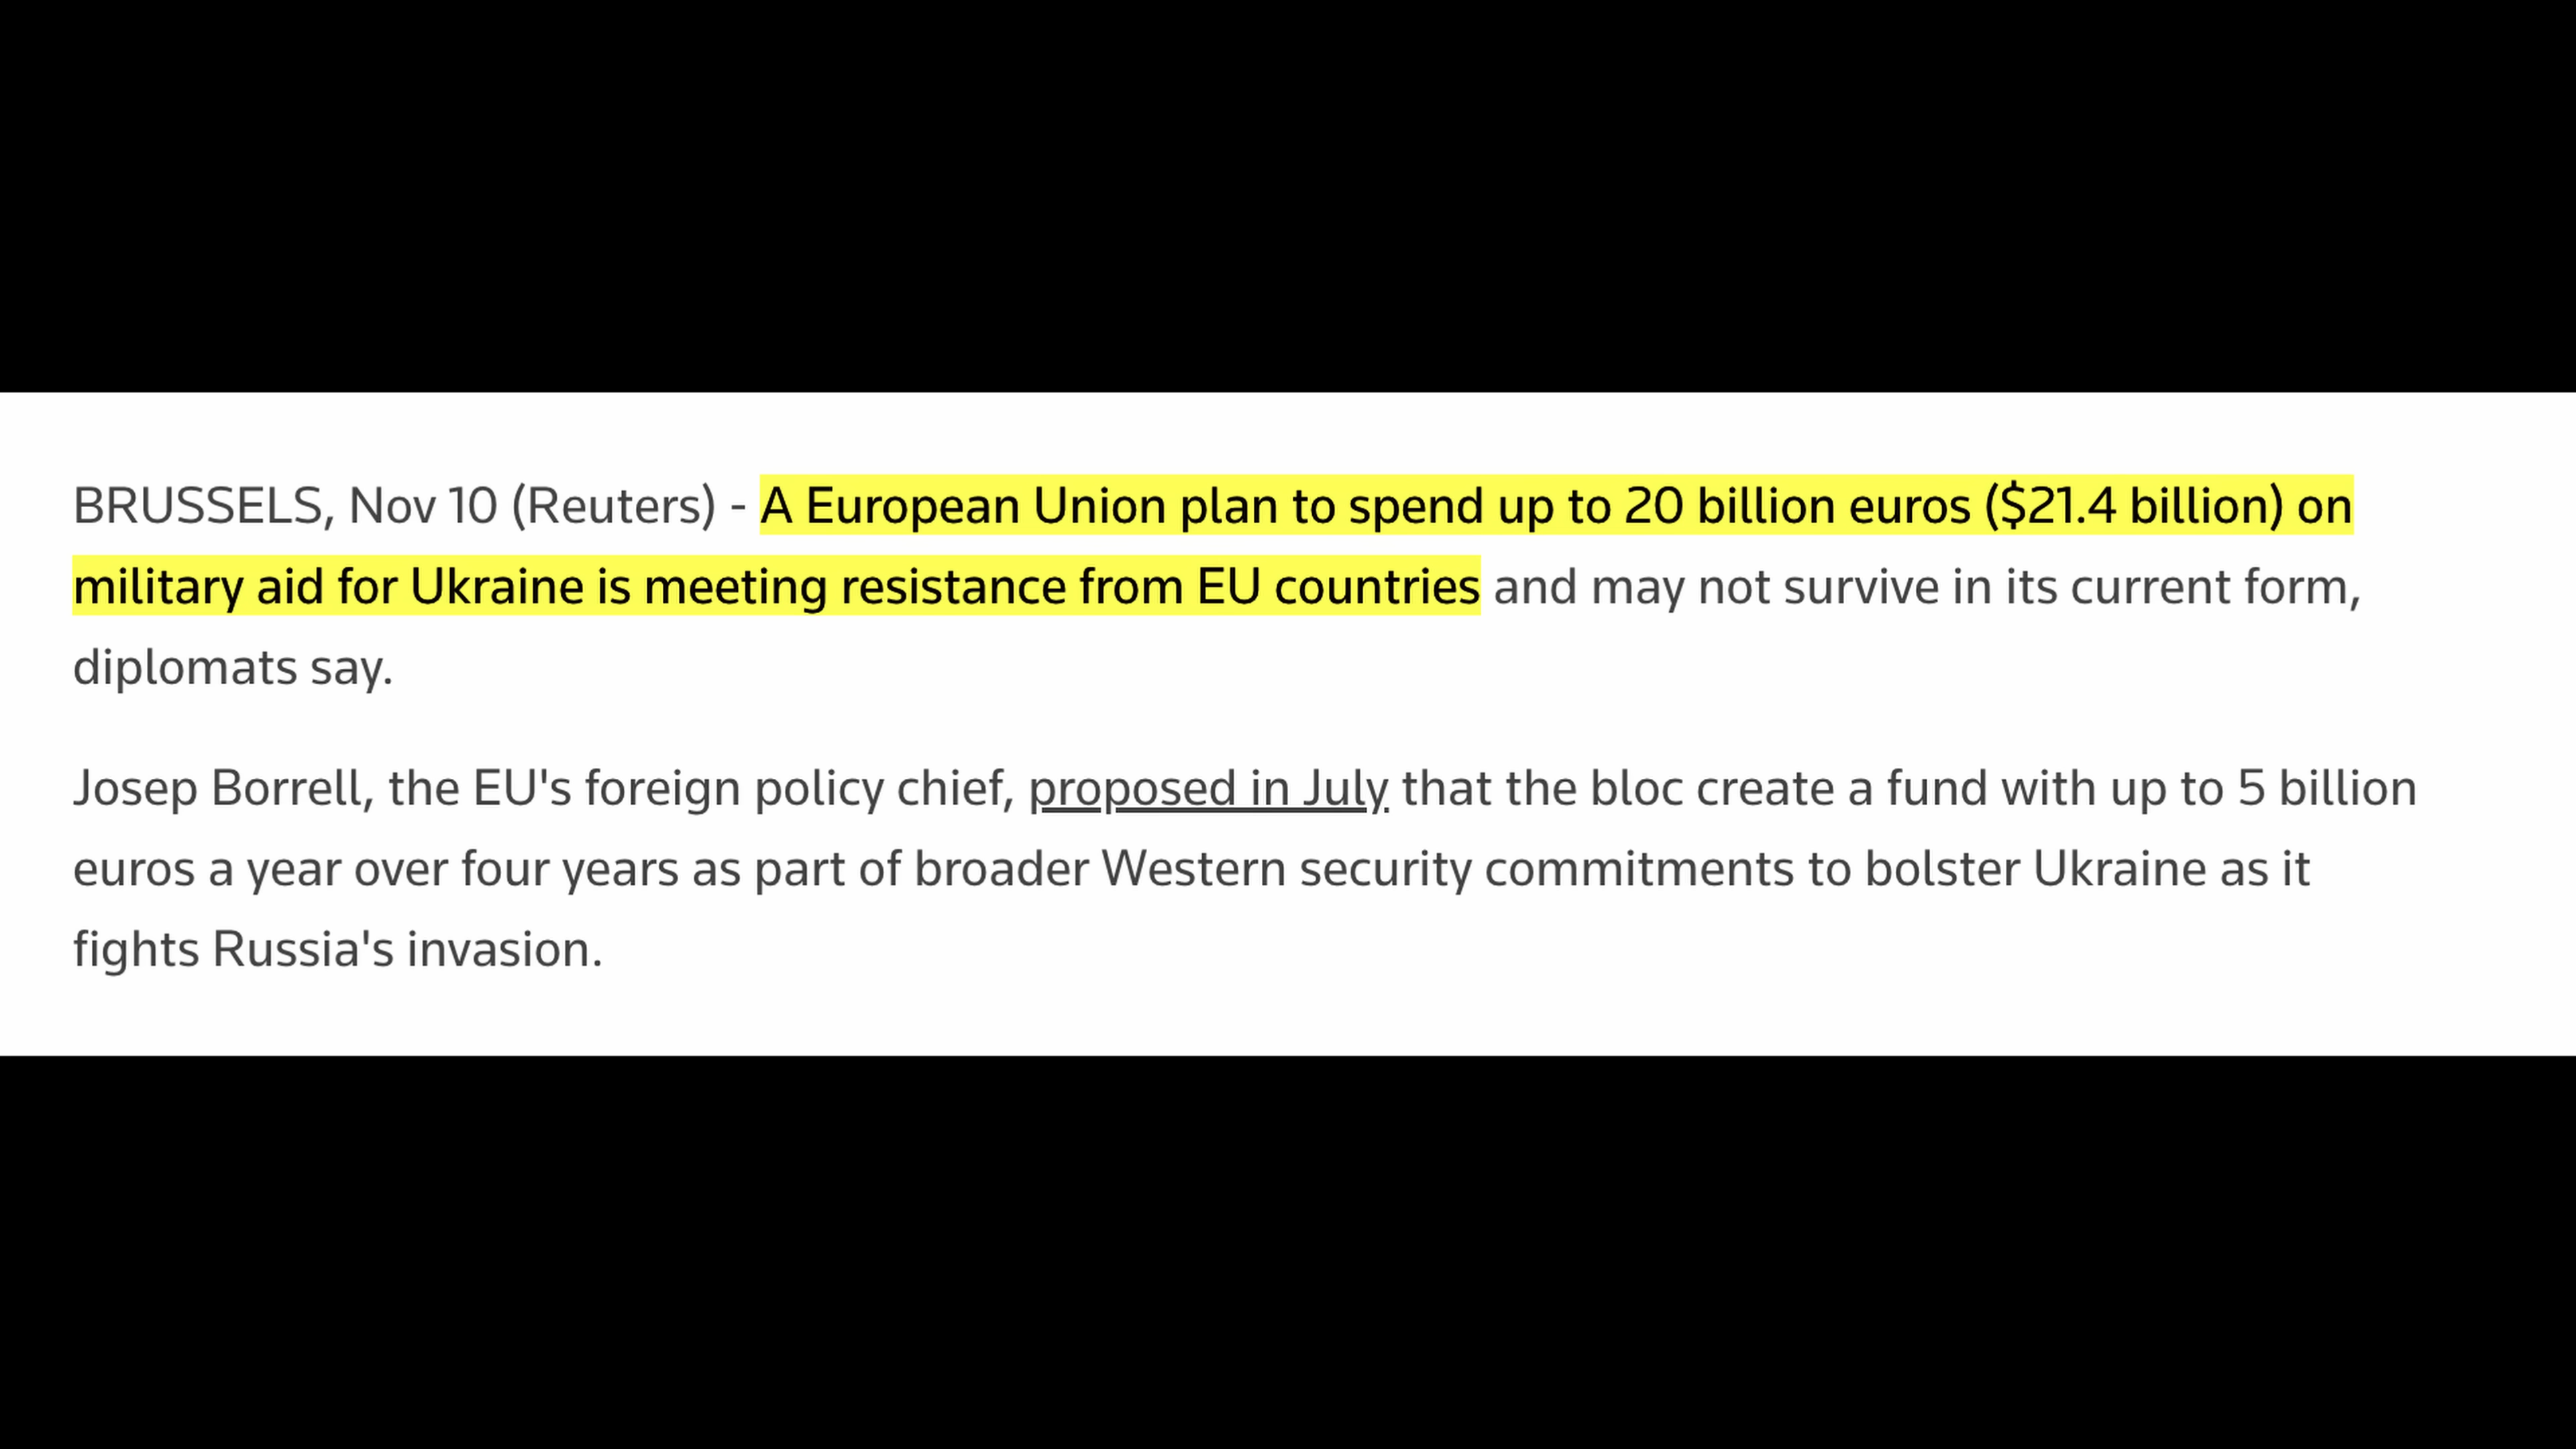 BRUSSELS, Nov 10 (Reuters) - A European Union plan to spend up to 20 billion euros ($21.4 billion) on
military aid for Ukraine is meeting resistance from EU countries and may not survive in its current form,
diplomats say.
Josep Borrell, the EU's foreign policy chief, proposed in July that the bloc create a fund with up to 5 billion
euros a year over four years as part of broader Western security commitments to bolster Ukraine as it
fights Russia's invasion.